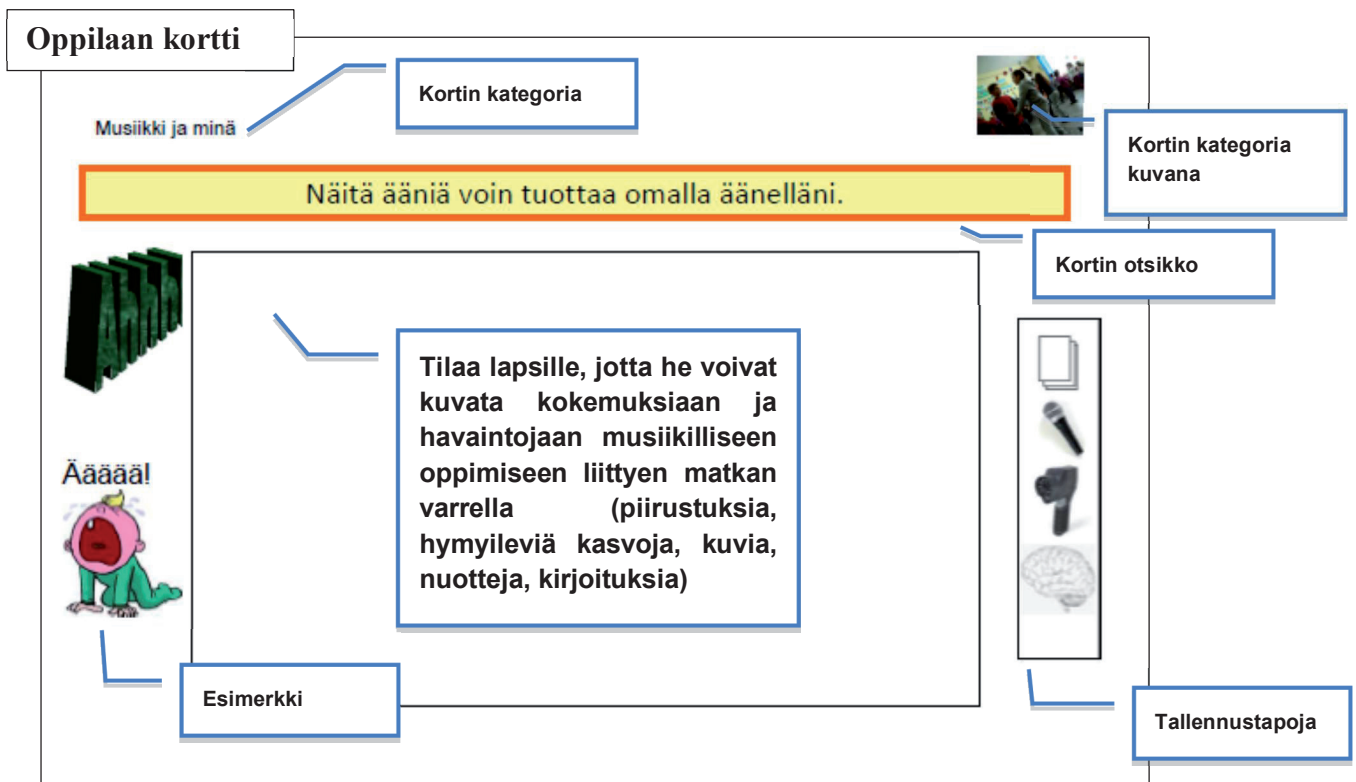 Oppilaan kortti
Kortin kategoria
Musiikki ja minä
Kortin kategoria
kuvana
Näitä ääniä voin tuottaa omalla äänelläni.
Kortin otsikko
Ahhhh
Tilaa lapsille, jotta he voivat
kuvata kokemuksiaan ja
havaintojaan musiikilliseen
oppimiseen liittyen matkan
varrella (piirustuksia,
hymyileviä kasvoja, kuvia,
nuotteja, kirjoituksia)
Äääää!
Esimerkki
Tallennustapoja